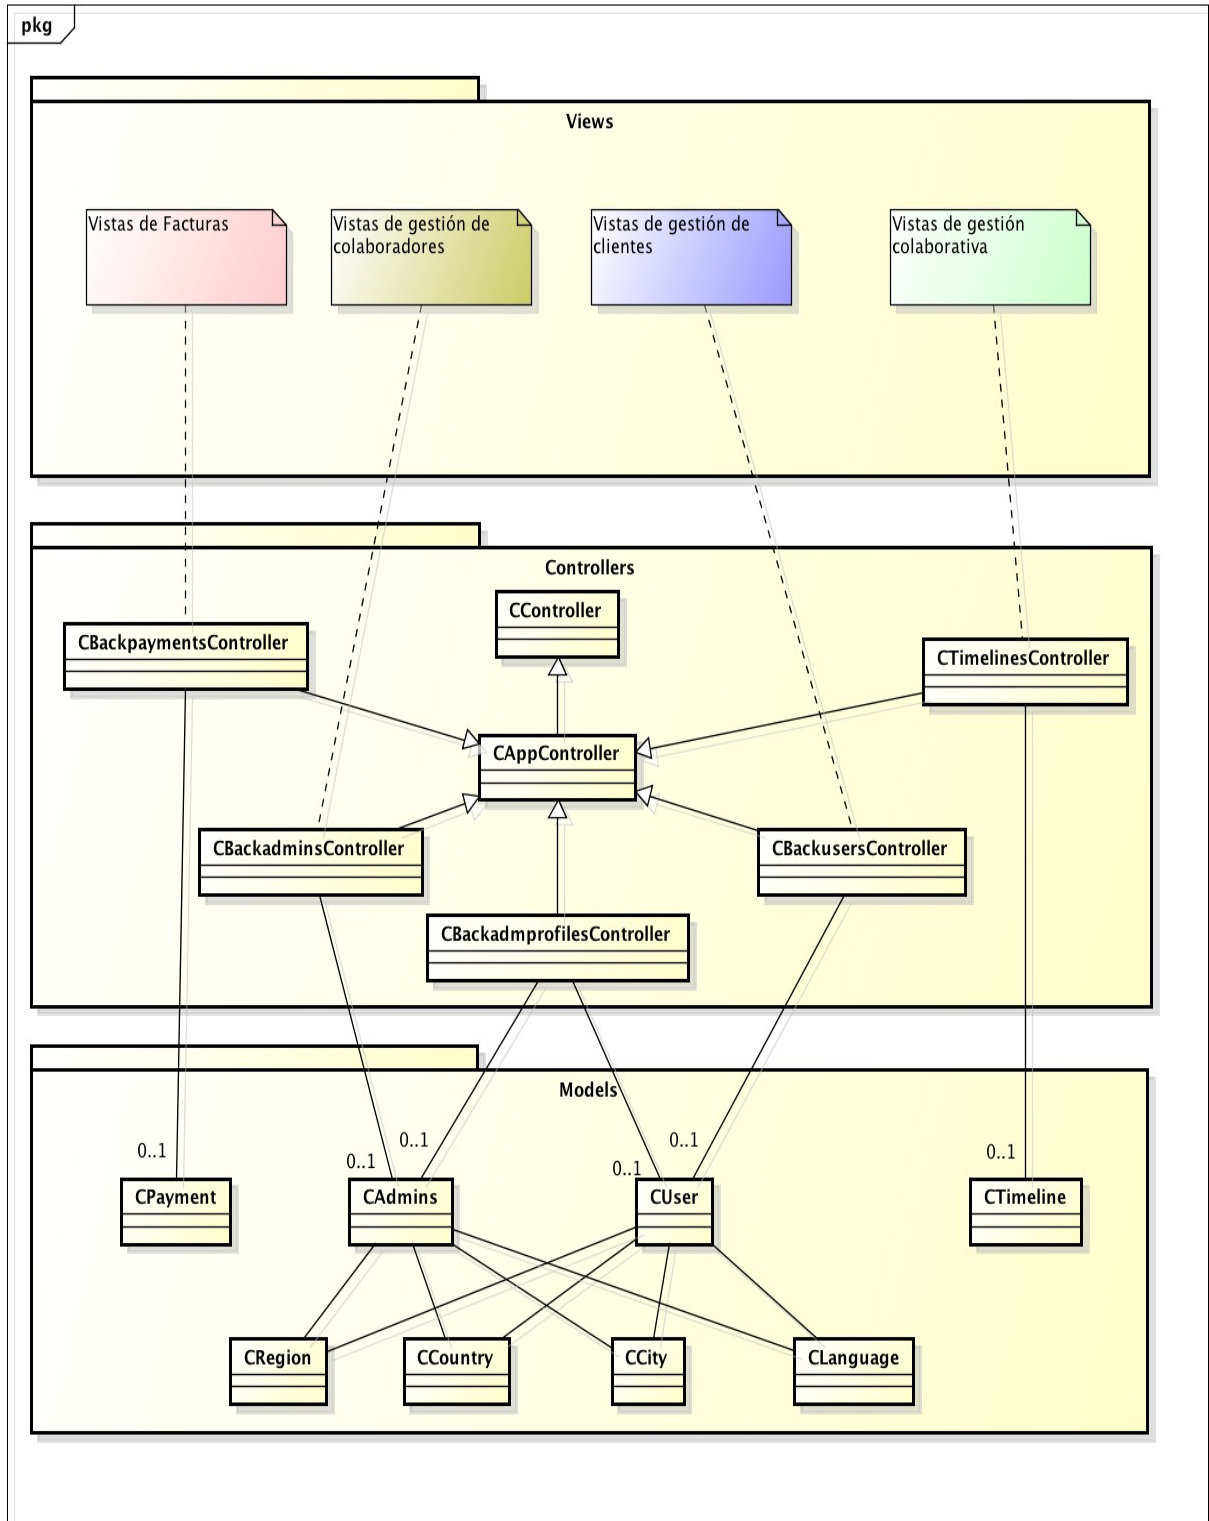 pkg
Views
Vistas de Facturas
Vistas de gestión de
colaboradores
Vistas de gestión de
clientes
Vistas de gestión
colaborativa
Controllers
CController
CBackpaymentsController
CTimelinesController
CAppController
CBackadminsController
CBackusersController
CBackadmprofilesController
Models
0..1
0..1
0..1
0..1
0..1
0..1
CPayment
CAdmins
CUser
CTimeline
CRegion
CCountry
CCity
CLanguage